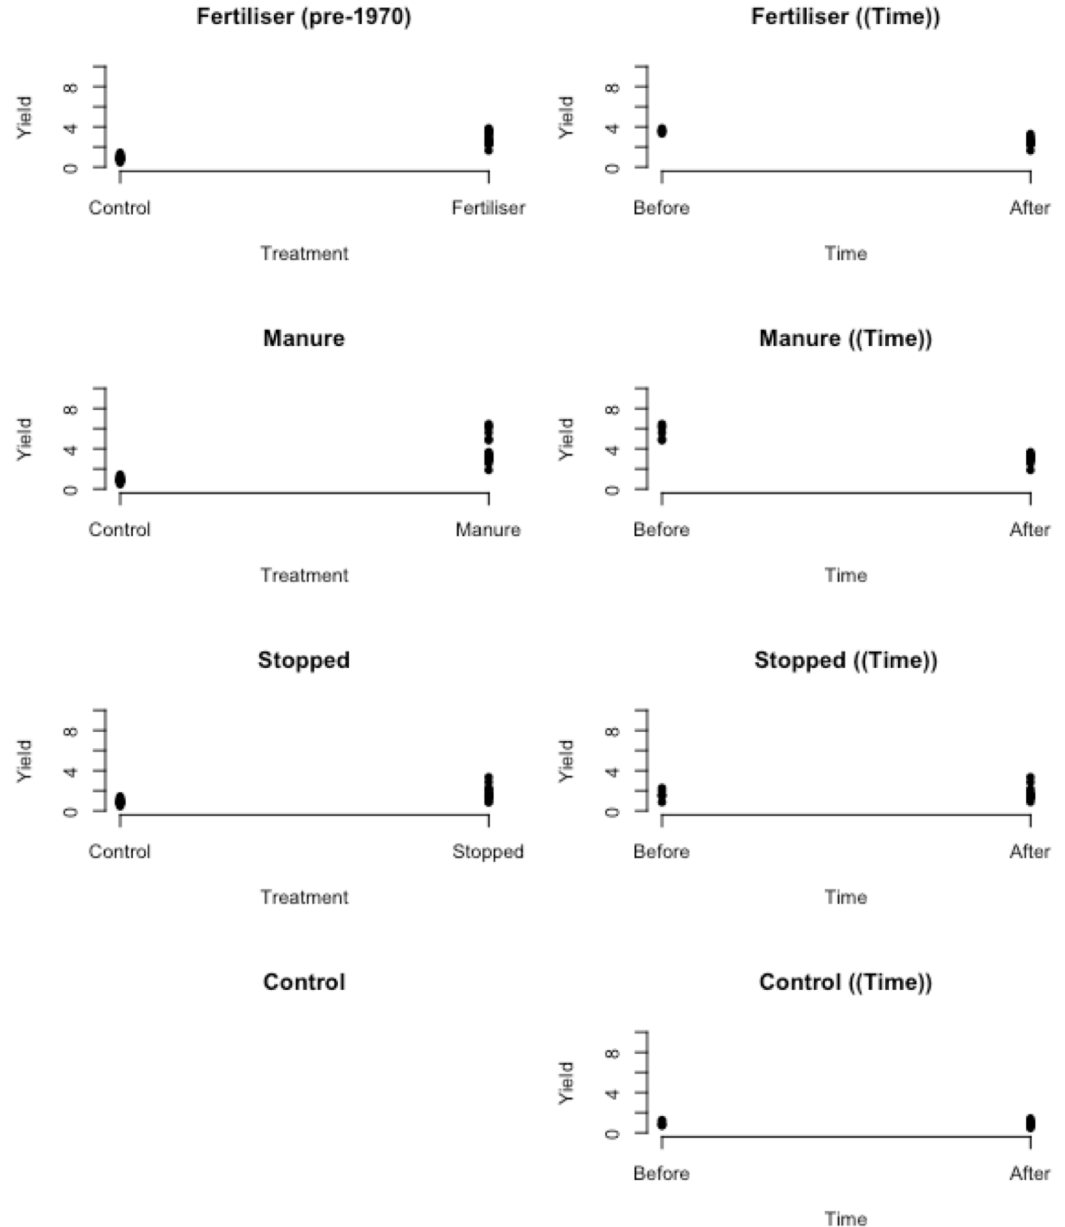 Fertiliser (pre-1970)
Yield
0 4 8
Control Fertiliser
Treatment
Fertiliser ((Time))
Yield
0 4 8
Before After
Time
Manure
Yield
0 4 8
Control Manure
Treatment
Manure ((Time))
Yield
0 4 8
Before After
Time
Stopped
Yield
0 4 8
Control Stopped
Treatment
Stopped ((Time))
Yield
0 4 8
Before After
Time
Control
Control ((Time))
Yield
0 4 8
Before After
Time